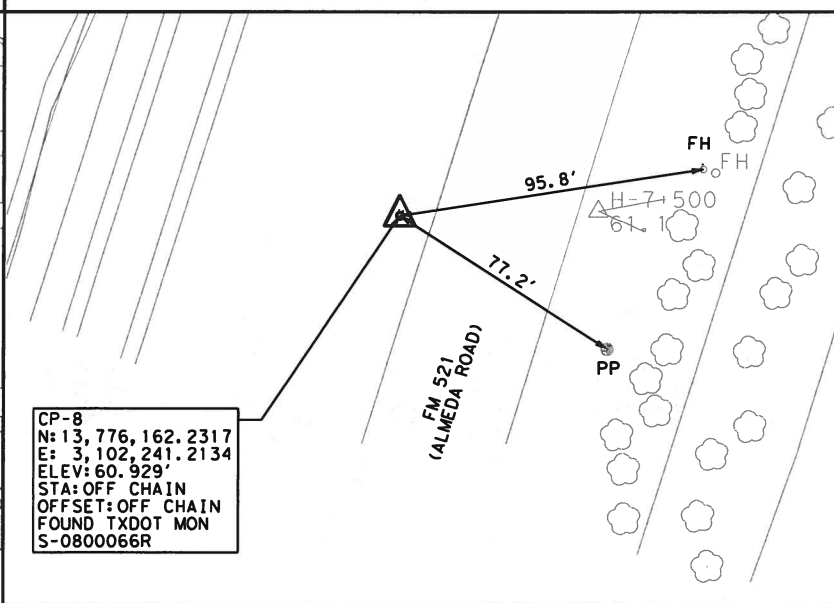 FH
FH
95.8'
H-7 500
61.1
77.2'
FM 521
(ALMEDA ROAD)
PP
CP-8
N: 13,776,162.2317
E: 3,102,241.2134
ELEV: 60.929'
STA: OFF CHAIN
OFFSET: OFF CHAIN
FOUND TXDOT MON
S-0800066R